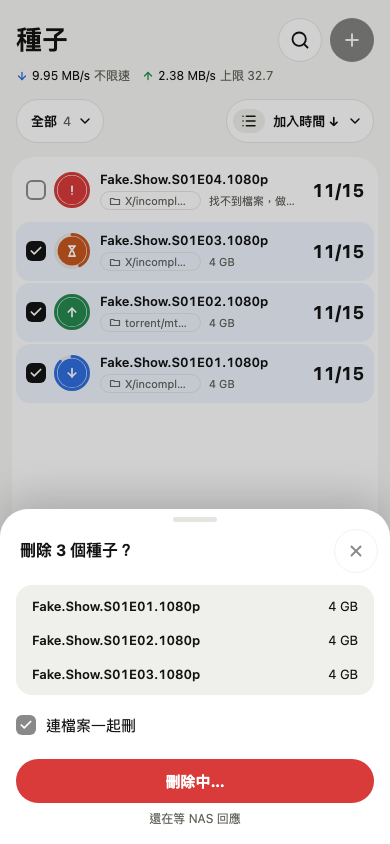 種子
9.95 MB/s 不限速 2.38 MB/s 上限 32.7
全部 4
加入時間
Fake.Show.S01E04.1080p
X/incompl... 找不到檔案，做...
11/15
Fake.Show.S01E03.1080p
X/incompl... 4 GB
11/15
Fake.Show.S01E02.1080p
torrent/mt... 4 GB
11/15
Fake.Show.S01E01.1080p
X/incompl... 4 GB
11/15
刪除 3 個種子？
Fake.Show.S01E01.1080p 4 GB
Fake.Show.S01E02.1080p 4 GB
Fake.Show.S01E03.1080p 4 GB
連檔案一起刪
刪除中...
還在等 NAS 回應